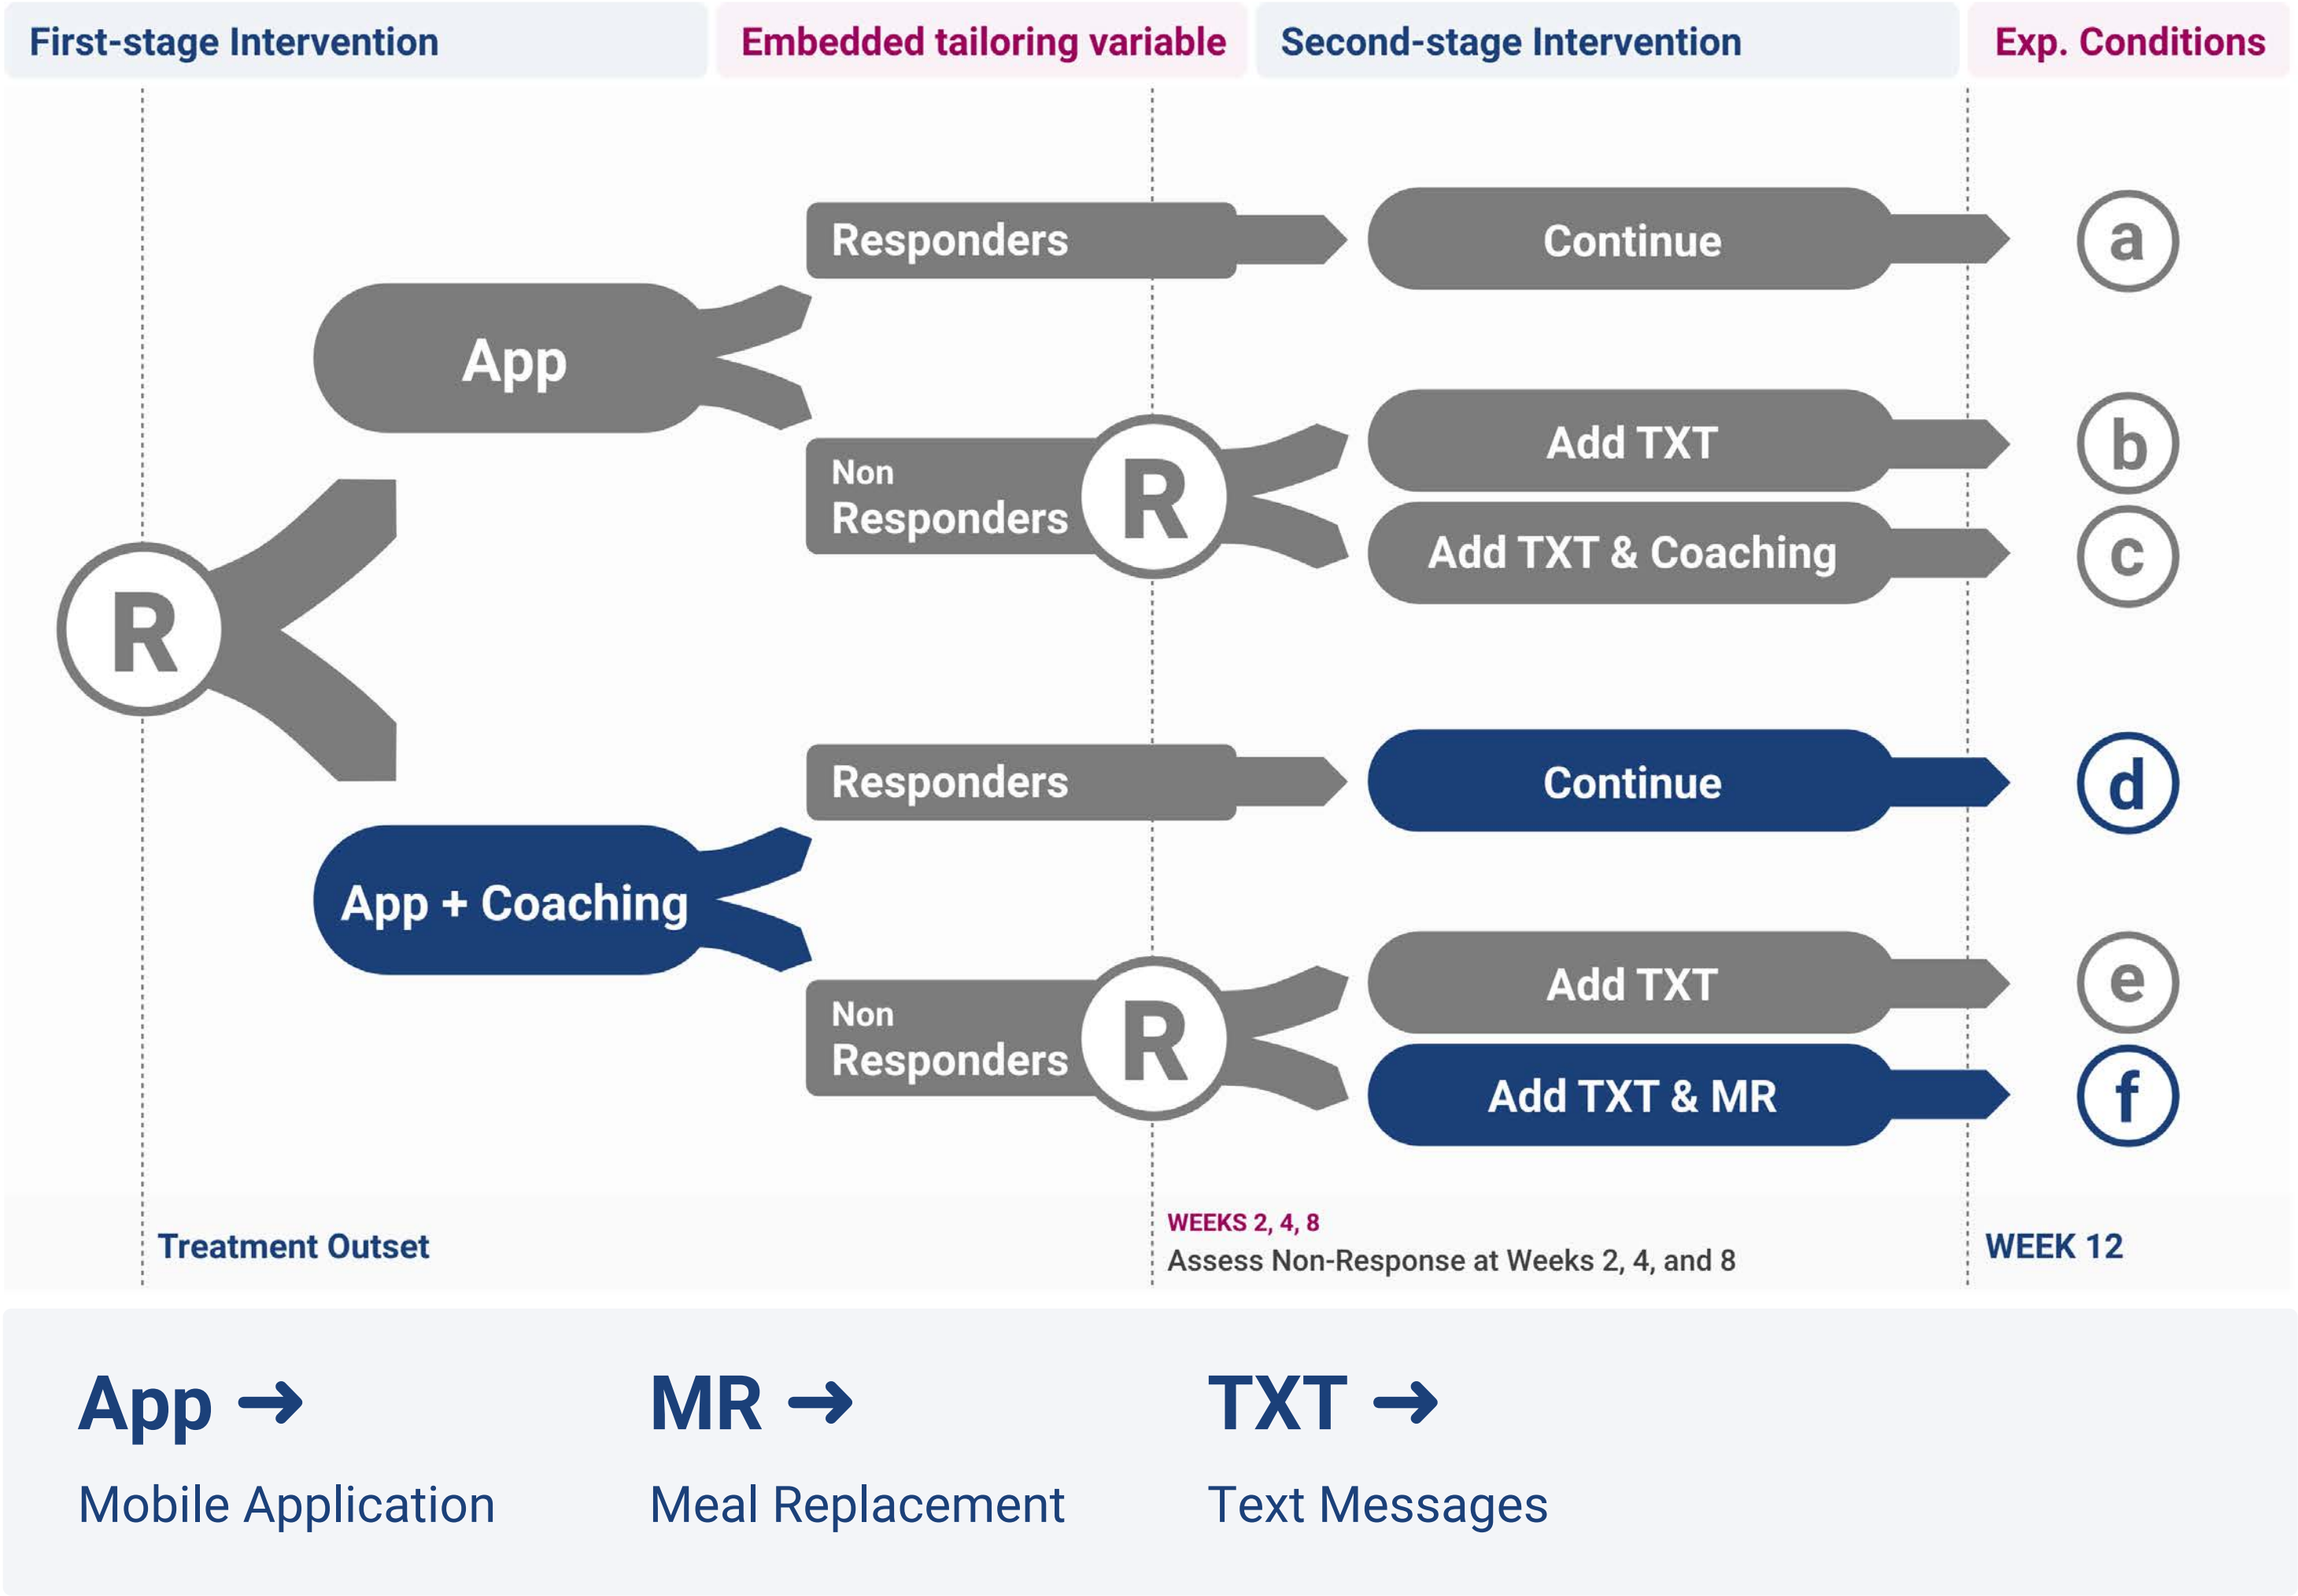 First-stage Intervention
Embedded tailoring variable
Second-stage Intervention
Exp. Conditions
R
App
Responders
Continue
a
Non
Responders
R
Add TXT
b
Add TXT & Coaching
c
App + Coaching
Responders
Continue
d
Non
Responders
R
Add TXT
e
Add TXT & MR
f
Treatment Outset
WEEKS 2, 4, 8
Assess Non-Response at Weeks 2, 4, and 8
WEEK 12
App →
Mobile Application
MR →
Meal Replacement
TXT →
Text Messages